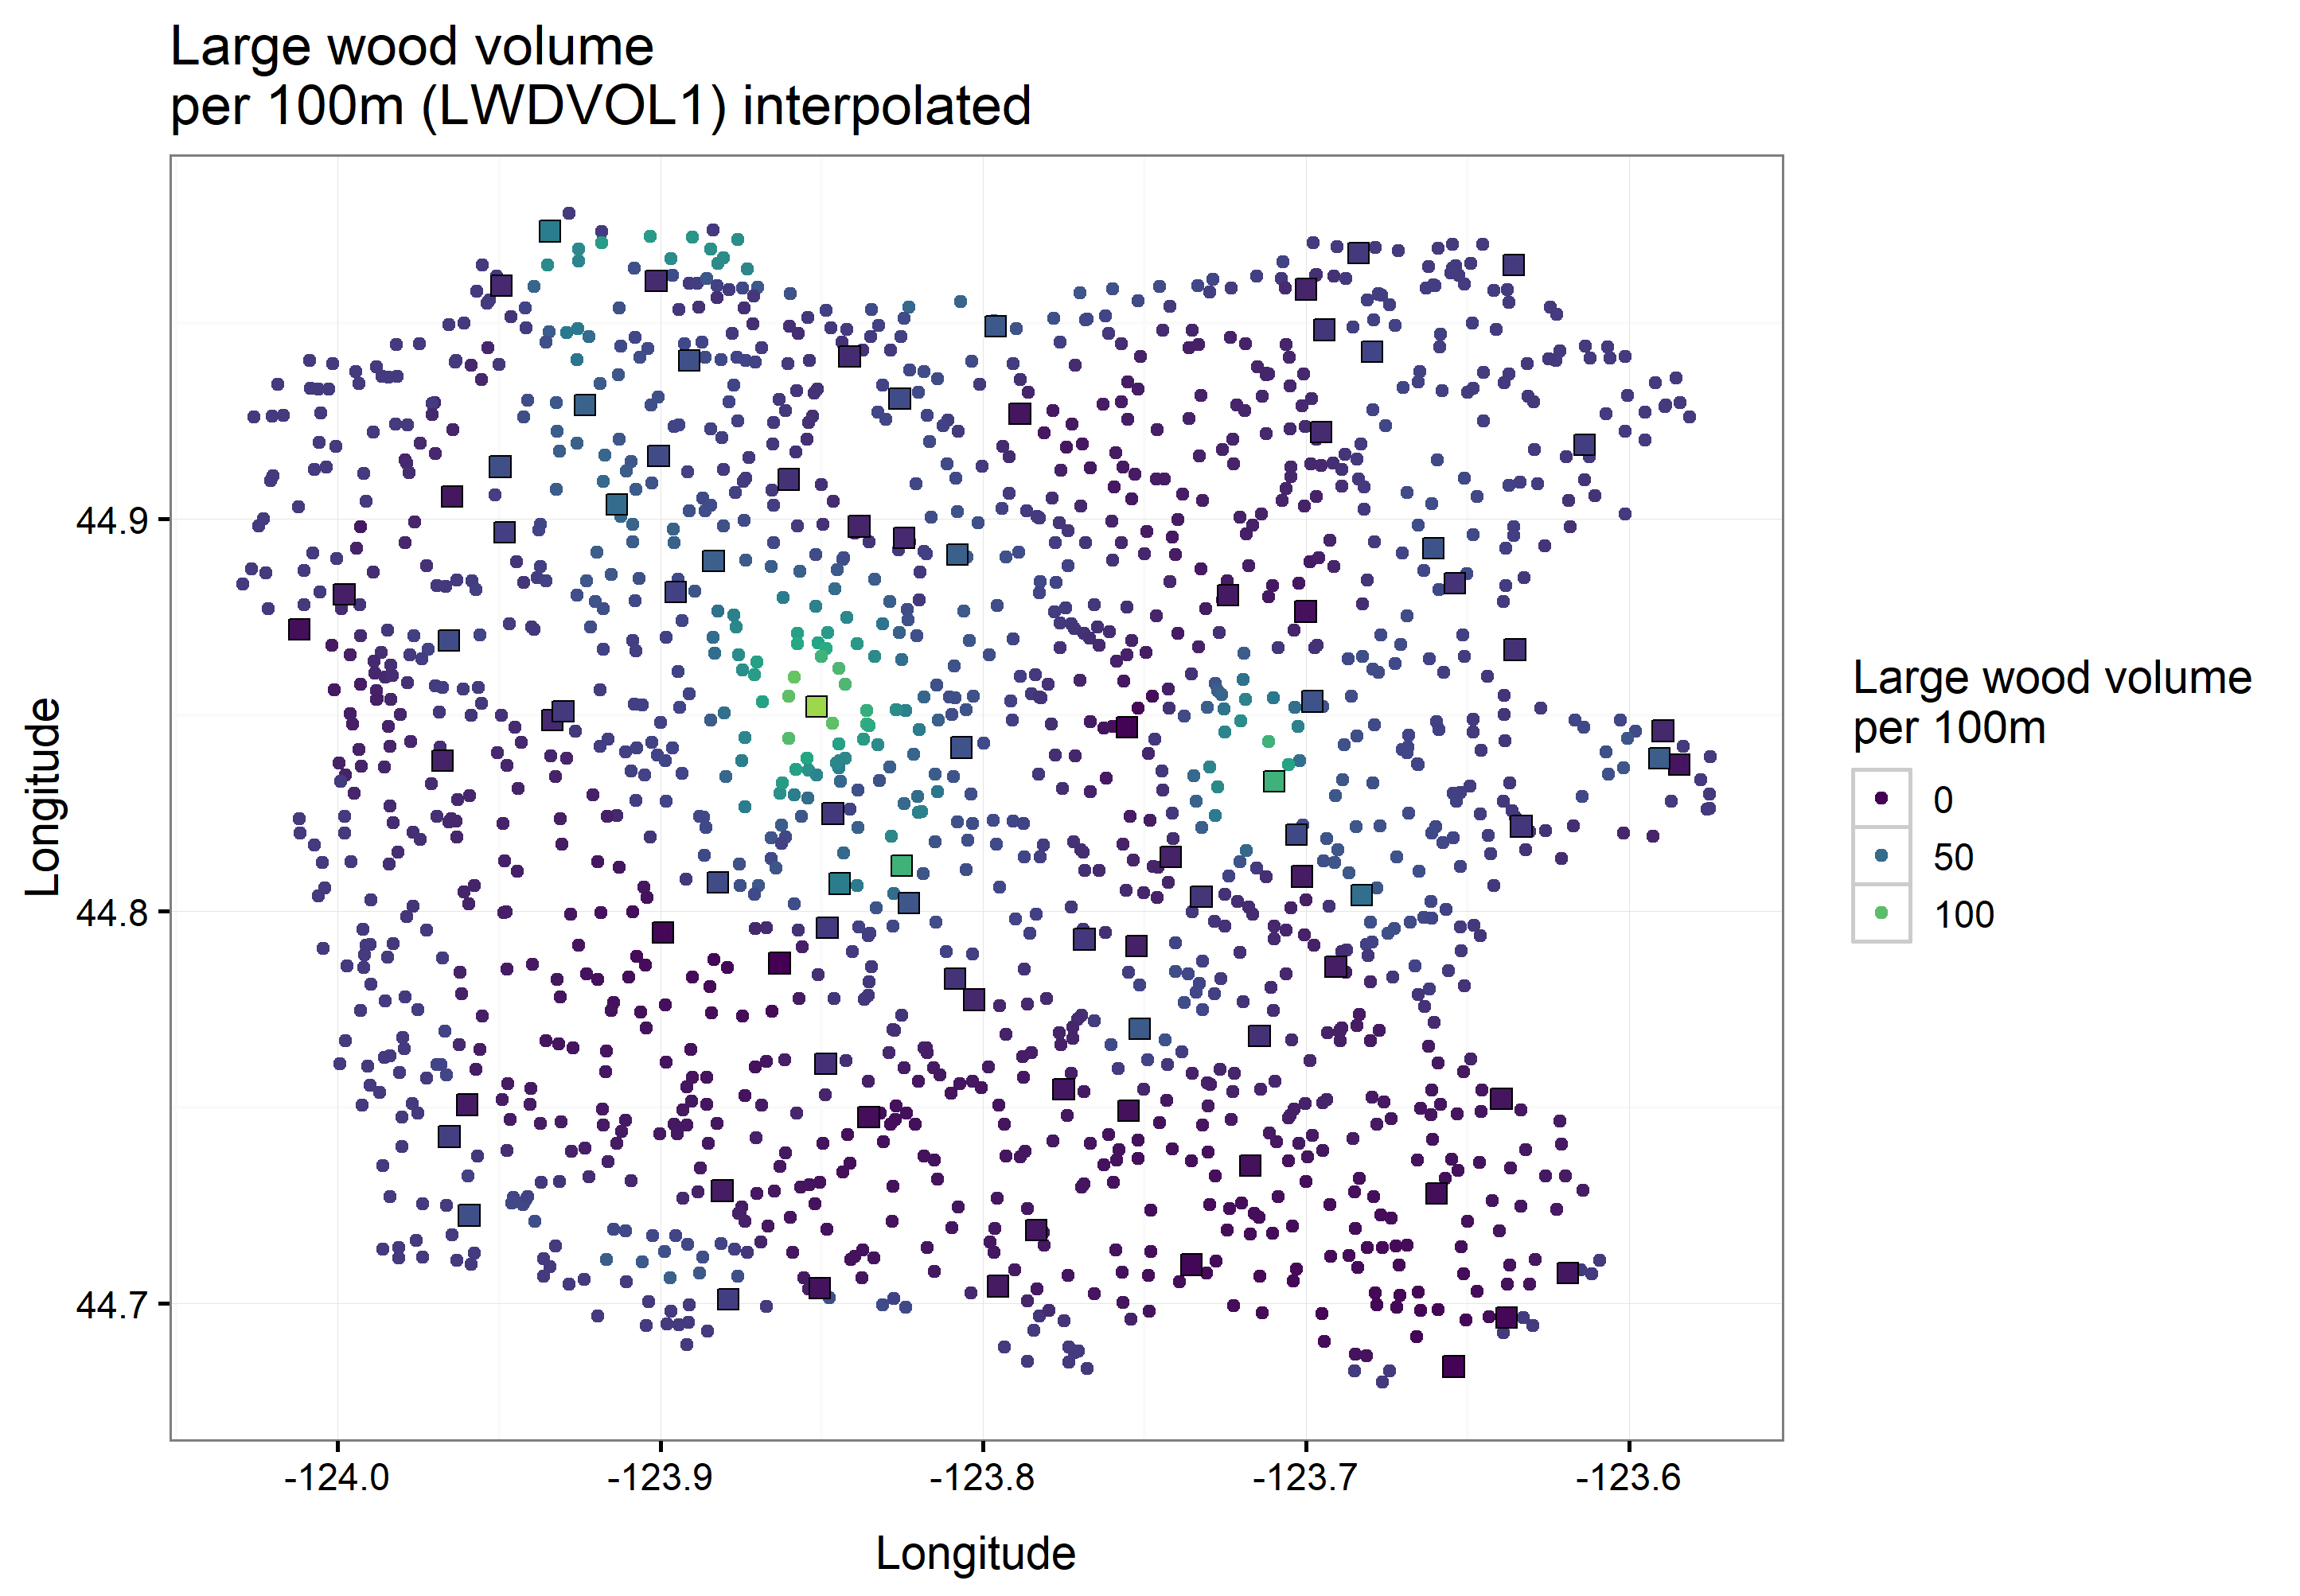 Large wood volume
per 100m (LWDVOL1) interpolated
Longitude
44.9
44.8
44.7
-124.0
-123.9
-123.8
-123.7
-123.6
Longitude
Large wood volume
per 100m
0
50
100